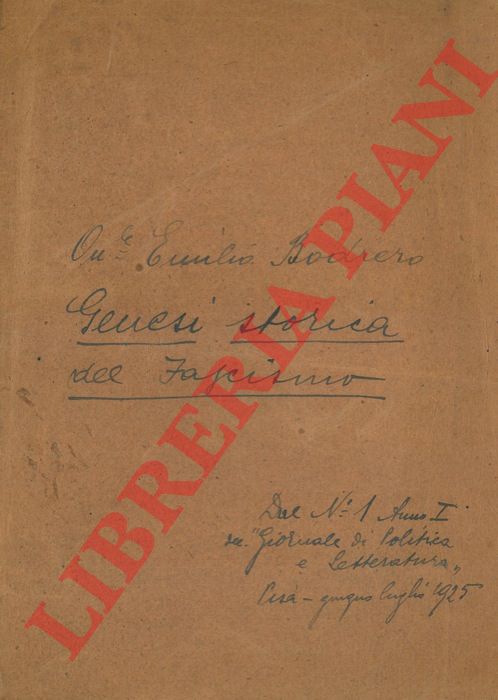 On.le Emilio Bodrero
Genesi storica
del Fascismo
Dal N.o 1 Anno I
del "Giornale di Politica
e Letteratura"
Pisa - giugno luglio 1925
LIBRERIA PIANI